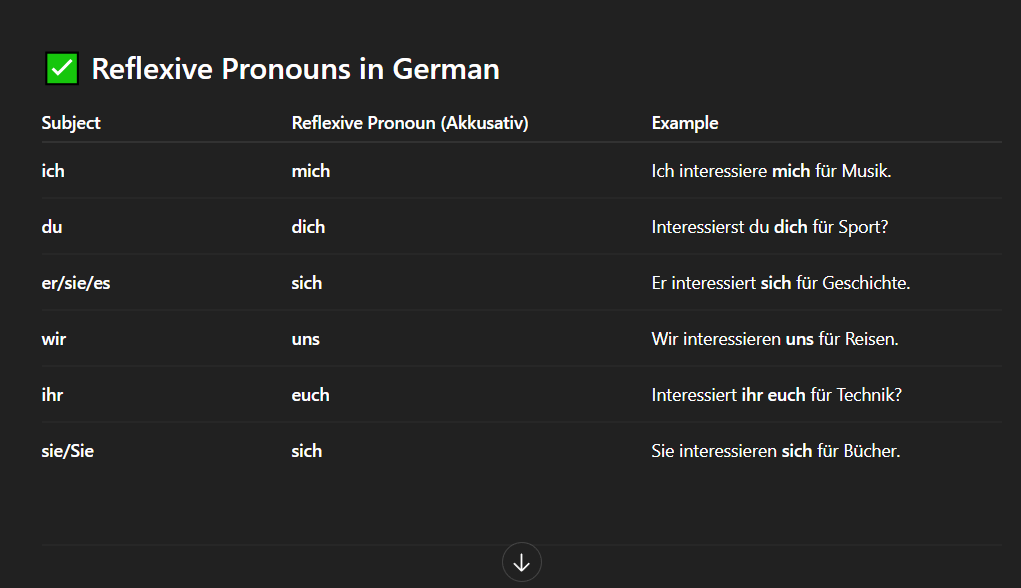 Reflexive Pronouns in German
Subject Reflexive Pronoun (Akkusativ) Example
ich mich Ich interessiere mich für Musik.
du dich Interessierst du dich für Sport?
er/sie/es sich Er interessiert sich für Geschichte.
wir uns Wir interessieren uns für Reisen.
ihr euch Interessiert ihr euch für Technik?
sie/Sie sich Sie interessieren sich für Bücher.